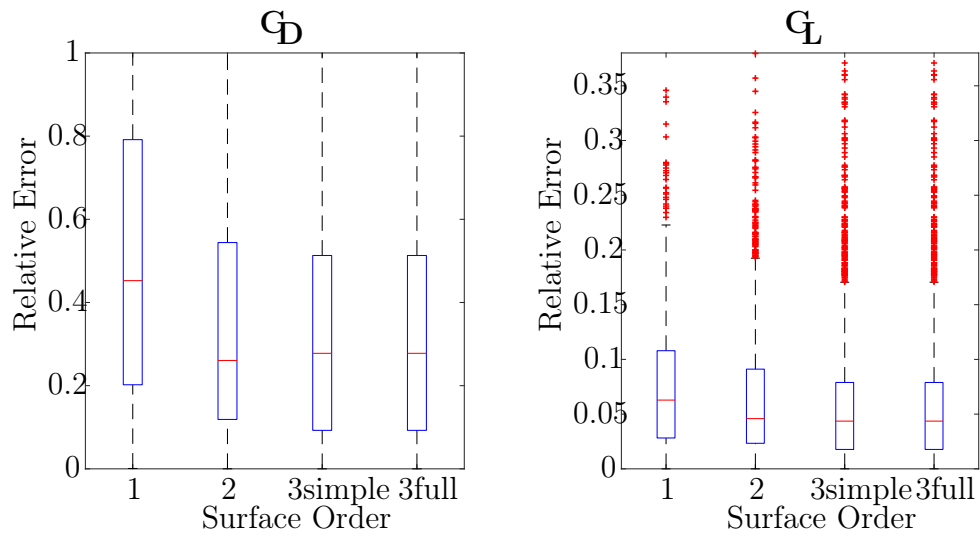 C_D
Relative Error
1
0.8
0.6
0.4
0.2
0
1 2 3simple 3full
Surface Order
C_L
Relative Error
0.35
0.3
0.25
0.2
0.15
0.1
0.05
0
1 2 3simple 3full
Surface Order